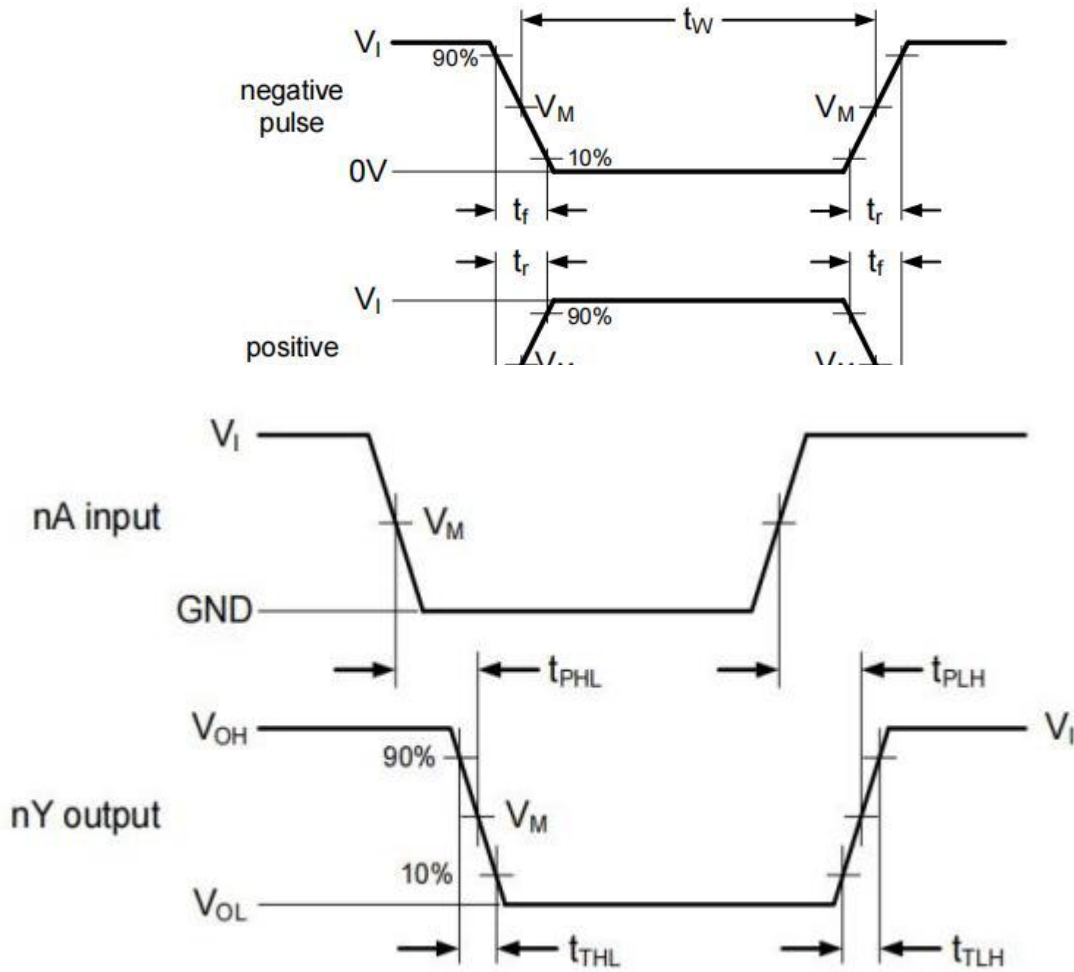 t_W
V_I
90%
negative
pulse
V_M
V_M
10%
0V
t_f
t_r
t_r
t_f
V_I
90%
positive
V_I
nA input
V_M
GND
t_PHL
t_PLH
V_OH
V_I
90%
nY output
V_M
10%
V_OL
t_THL
t_TLH